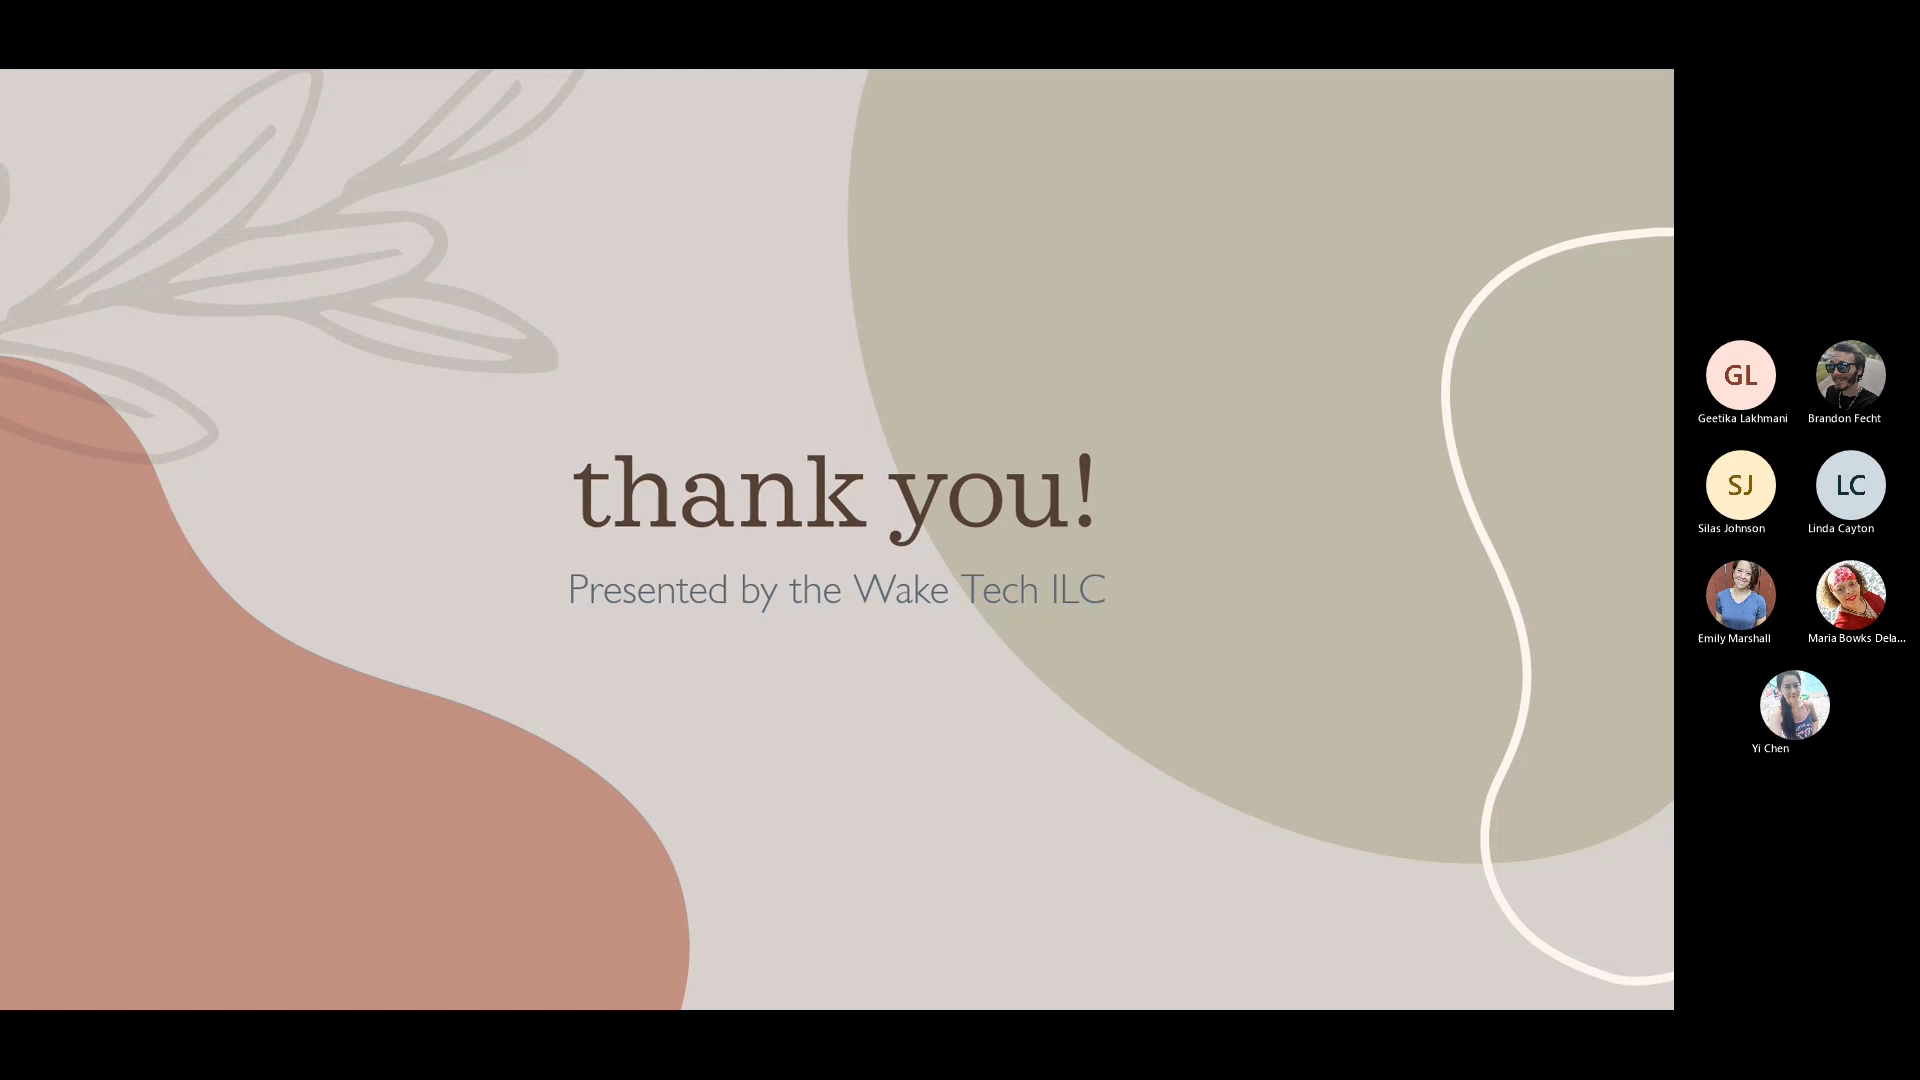 thank you!
Presented by the Wake Tech ILC
GL
Geetika Lakhmani
Brandon Fecht
SJ
Silas Johnson
LC
Linda Cayton
Emily Marshall
Maria Bowks Dela...
Yi Chen